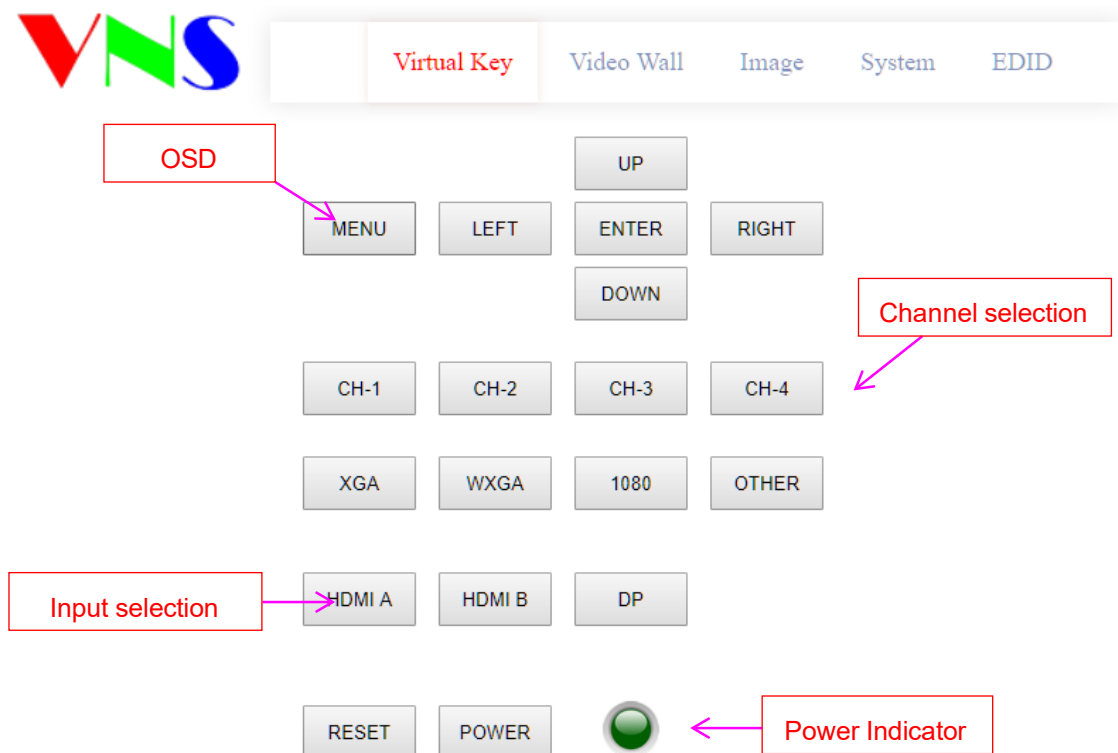 VNS
Virtual Key Video Wall Image System EDID
OSD
UP
MENU LEFT ENTER RIGHT
DOWN
Channel selection
CH-1 CH-2 CH-3 CH-4
XGA WXGA 1080 OTHER
Input selection
HDMI A HDMI B DP
RESET POWER
Power Indicator